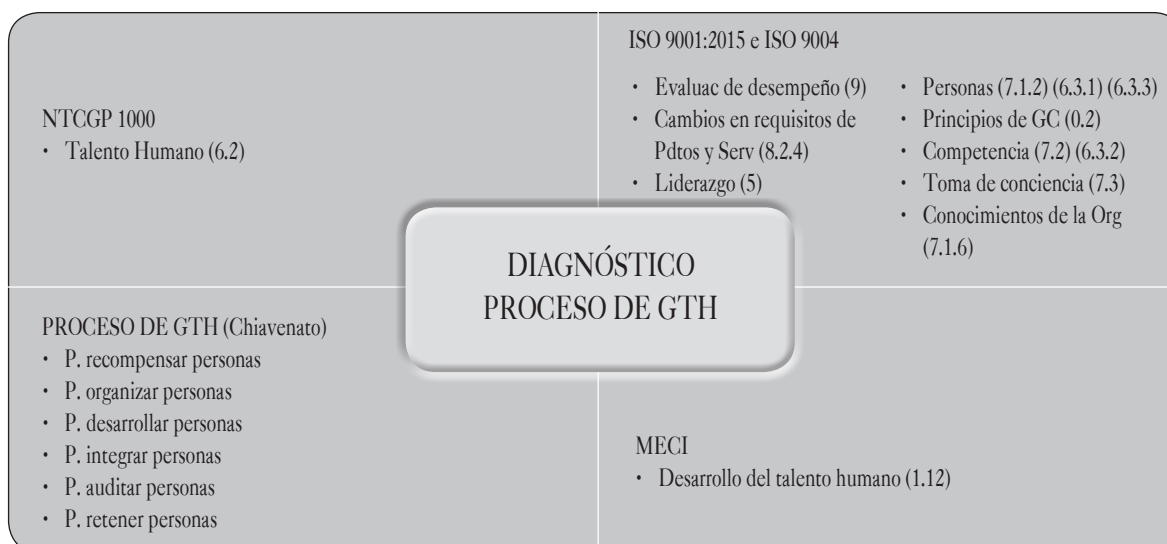 NTCGP 1000
• Talento Humano (6.2)
ISO 9001:2015 e ISO 9004
• Evaluac de desempeño (9)
• Cambios en requisitos de
Pdtos y Serv (8.2.4)
• Liderazgo (5)
• Personas (7.1.2) (6.3.1) (6.3.3)
• Principios de GC (0.2)
• Competencia (7.2) (6.3.2)
• Toma de conciencia (7.3)
• Conocimientos de la Org
(7.1.6)
DIAGNÓSTICO
PROCESO DE GTH
PROCESO DE GTH (Chiavenato)
• P. recompensar personas
• P. organizar personas
• P. desarrollar personas
• P. integrar personas
• P. auditar personas
• P. retener personas
MECI
• Desarrollo del talento humano (1.12)